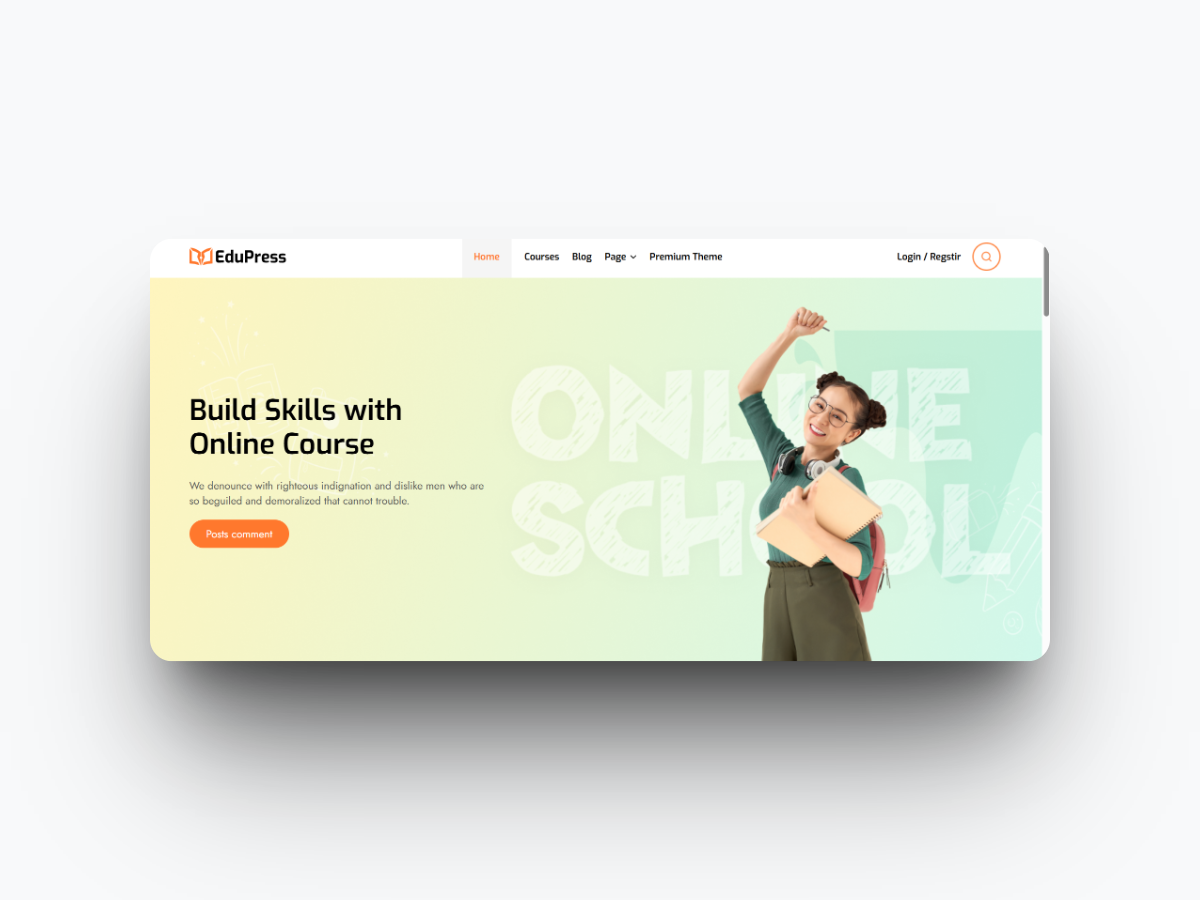 EduPress
Home Courses Blog Page Premium Theme Login / Regstir
ONLINE
SCHOOL
Build Skills with
Online Course
We denounce with righteous indignation and dislike men who are
so beguiled and demoralized that cannot trouble.
Posts comment